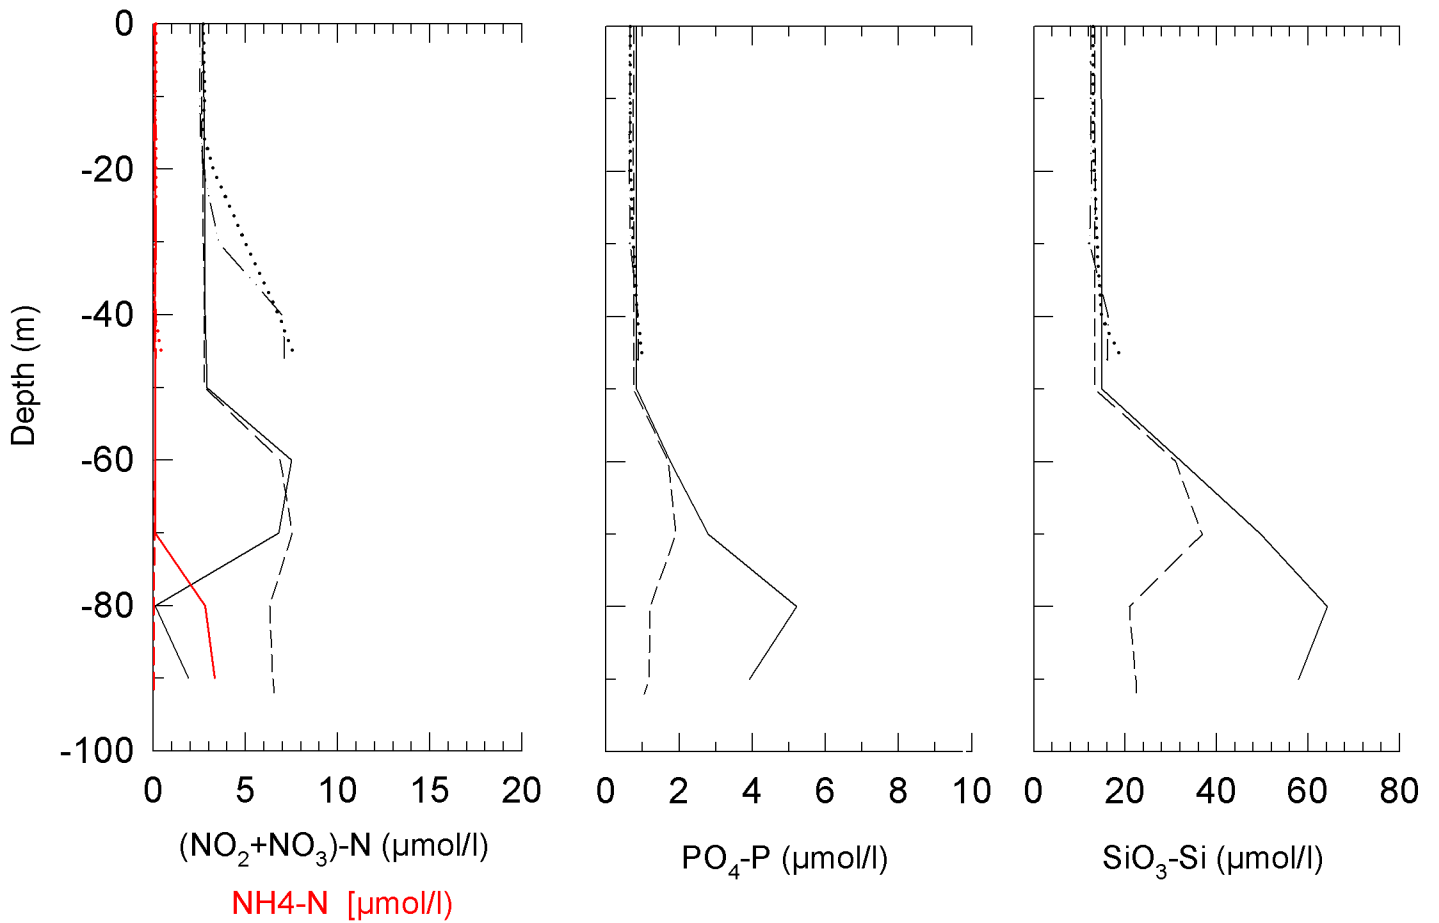 0
-20
-40
-60
-80
-100
Depth (m)
0 5 10 15 20
(NO₂+NO₃)-N (µmol/l)
NH4-N [µmol/l)
0 2 4 6 8 10
PO₄-P (µmol/l)
0 20 40 60 80
SiO₃-Si (µmol/l)